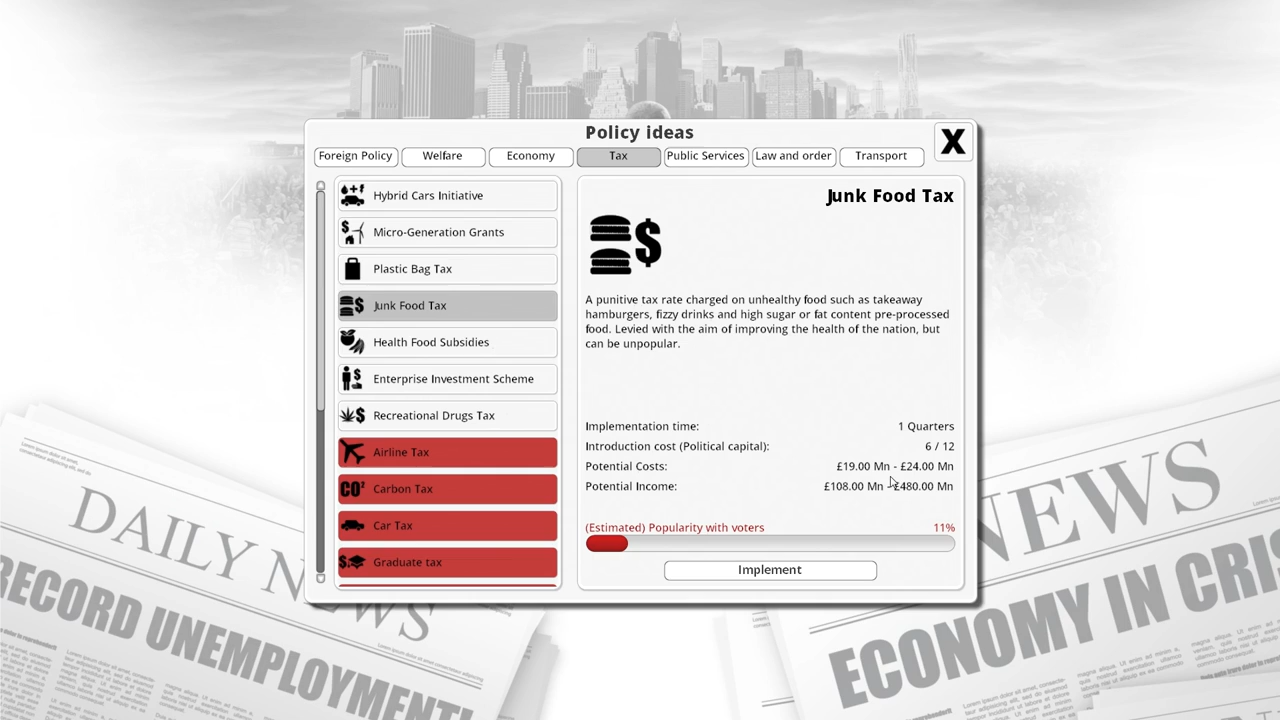 Policy ideas
X
Foreign Policy
Welfare
Economy
Tax
Public Services
Law and order
Transport
Hybrid Cars Initiative
Micro-Generation Grants
Plastic Bag Tax
Junk Food Tax
Health Food Subsidies
Enterprise Investment Scheme
Recreational Drugs Tax
Airline Tax
CO² Carbon Tax
Car Tax
Graduate tax
Junk Food Tax
A punitive tax rate charged on unhealthy food such as takeaway
hamburgers, fizzy drinks and high sugar or fat content pre-processed
food. Levied with the aim of improving the health of the nation, but
can be unpopular.
Implementation time: 1 Quarters
Introduction cost (Political capital): 6 / 12
Potential Costs: £19.00 Mn - £24.00 Mn
Potential Income: £108.00 Mn - £480.00 Mn
(Estimated) Popularity with voters 11%
Implement
DAILY NEWS
RECORD UNEMPLOYMENT!
NEWS
ECONOMY IN CRIS